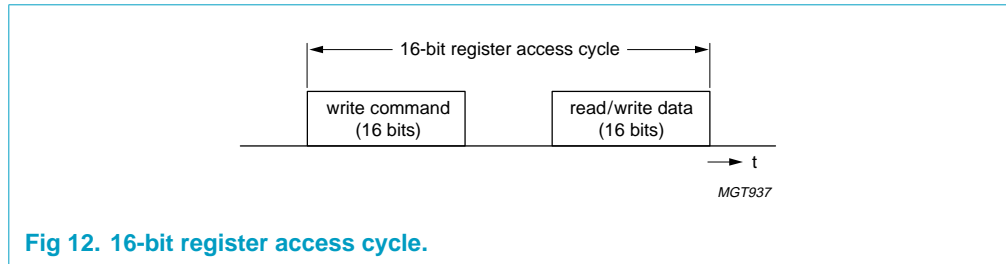 16-bit register access cycle
write command
(16 bits)
read/write data
(16 bits)
t
MGT937
Fig 12. 16-bit register access cycle.